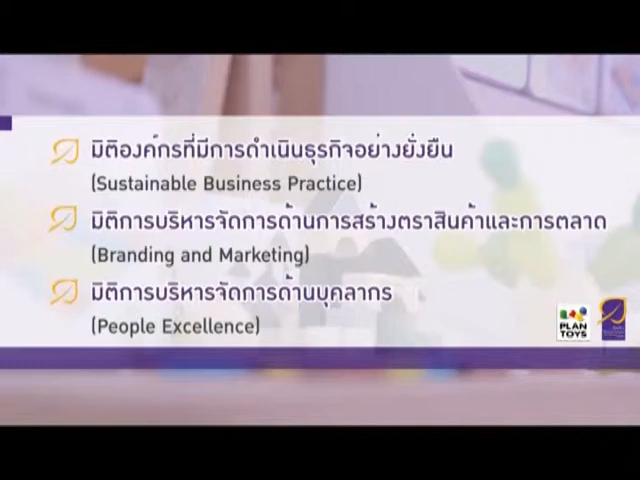 มิติองค์กรที่มีการดำเนินธุรกิจอย่างยั่งยืน
(Sustainable Business Practice)
มิติการบริหารจัดการด้านการสร้างตราสินค้าและการตลาด
(Branding and Marketing)
มิติการบริหารจัดการด้านบุคลากร
(People Excellence)
PLAN
TOYS